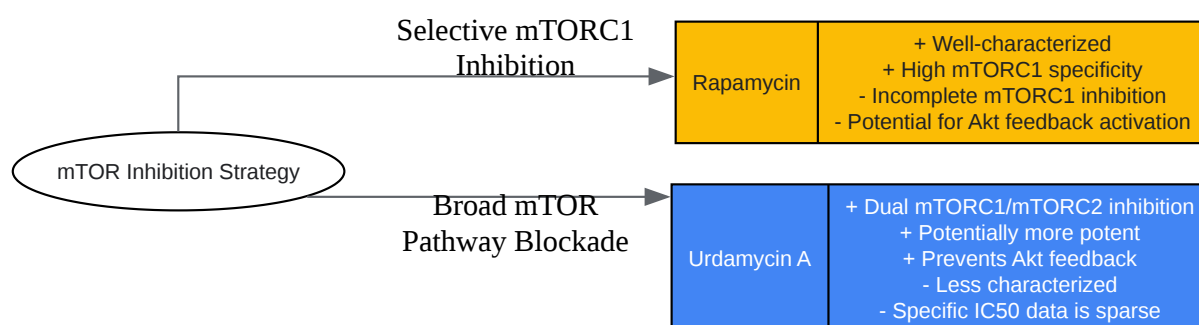 Selective mTORC1
Inhibition
Rapamycin
+ Well-characterized
+ High mTORC1 specificity
- Incomplete mTORC1 inhibition
- Potential for Akt feedback activation
mTOR Inhibition Strategy
Broad mTOR
Pathway Blockade
Urdamycin A
+ Dual mTORC1/mTORC2 inhibition
+ Potentially more potent
+ Prevents Akt feedback
- Less characterized
- Specific IC50 data is sparse